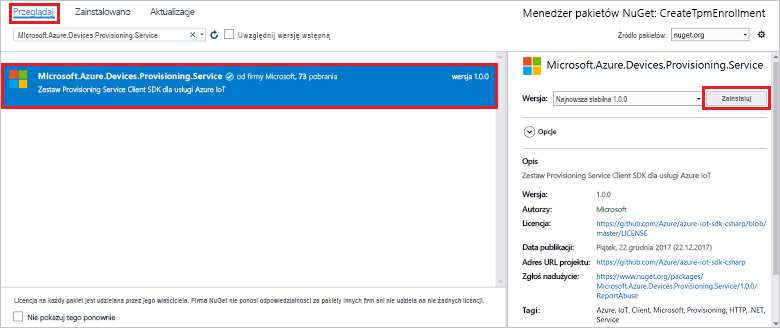 Przeglądaj Zainstalowano Aktualizacje
Menedżer pakietów NuGet: CreateTpmEnrollment
Microsoft.Azure.Devices.Provisioning.Service
Uwzględnij wersję wstępną
Źródło pakietów: nuget.org
Microsoft.Azure.Devices.Provisioning.Service od firmy Microsoft, 73 pobrania
wersja 1.0.0
Zestaw Provisioning Service Client SDK dla usługi Azure IoT
Microsoft.Azure.Devices.Provisioning.Service
Wersja: Najnowsza stabilna 1.0.0
Zainstaluj
Opcje
Opis
Zestaw Provisioning Service Client SDK dla usługi Azure IoT
Wersja: 1.0.0
Autorzy: Microsoft
Licencja: https://github.com/Azure/azure-iot-sdk-csharp/blob/
master/LICENSE
Data publikacji: Piątek, 22 grudnia 2017 (22.12.2017)
Adres URL projektu: https://github.com/Azure/azure-iot-sdk-csharp
Zgłoś nadużycie: https://www.nuget.org/packages/
Microsoft.Azure.Devices.Provisioning.Service/1.0.0/
ReportAbuse
Tagi: Azure, IoT, Client, Microsoft, Provisioning, HTTP, .NET,
Service
Licencja na każdy pakiet jest udzielana przez jego właściciela. Firma NuGet nie ponosi odpowiedzialności za pakiety innych firm ani nie udziela na nie żadnych licencji.
Nie pokazuj tego ponownie